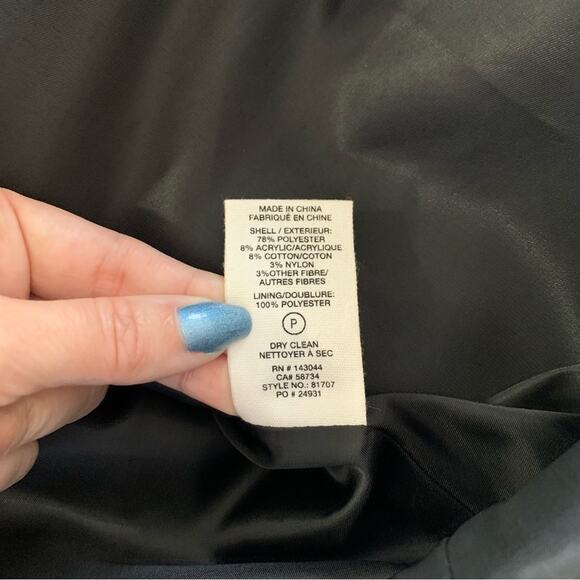 MADE IN CHINA
FABRIQUÉ EN CHINE
SHELL / EXTERIEUR:
78% POLYESTER
8% ACRYLIC/ACRYLIQUE
8% COTTON/COTON
3% NYLON
3%OTHER FIBRE/
AUTRES FIBRES
LINING/DOUBLURE:
100% POLYESTER
P
DRY CLEAN
NETTOYER À SEC
RN # 143044
CA# 58734
STYLE NO.: 81707
PO # 24931